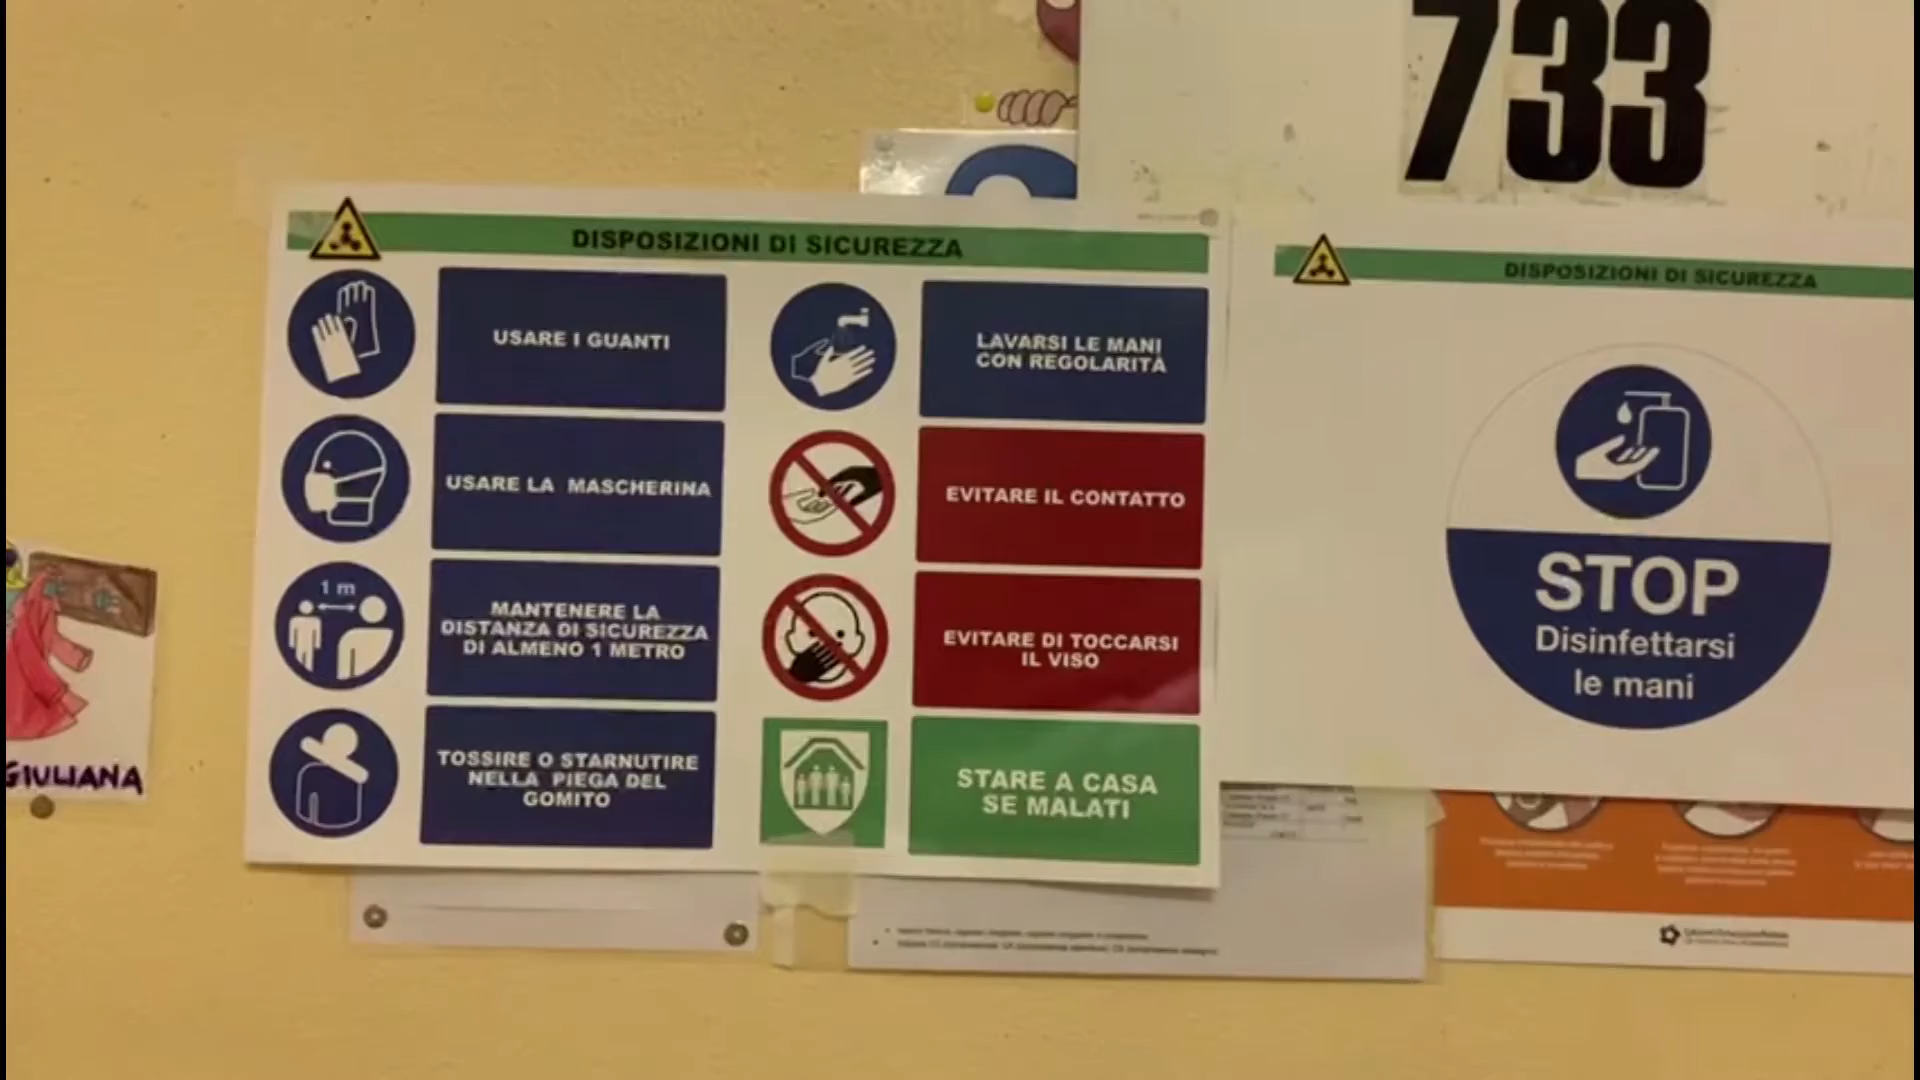 733
DISPOSIZIONI DI SICUREZZA
USARE I GUANTI
LAVARSI LE MANI
CON REGOLARITÀ
USARE LA MASCHERINA
EVITARE IL CONTATTO
1 m
MANTENERE LA
DISTANZA DI SICUREZZA
DI ALMENO 1 METRO
EVITARE DI TOCCARSI
IL VISO
TOSSIRE O STARNUTIRE
NELLA PIEGA DEL
GOMITO
STARE A CASA
SE MALATI
DISPOSIZIONI DI SICUREZZA
STOP
Disinfettarsi
le mani
GIULIANA